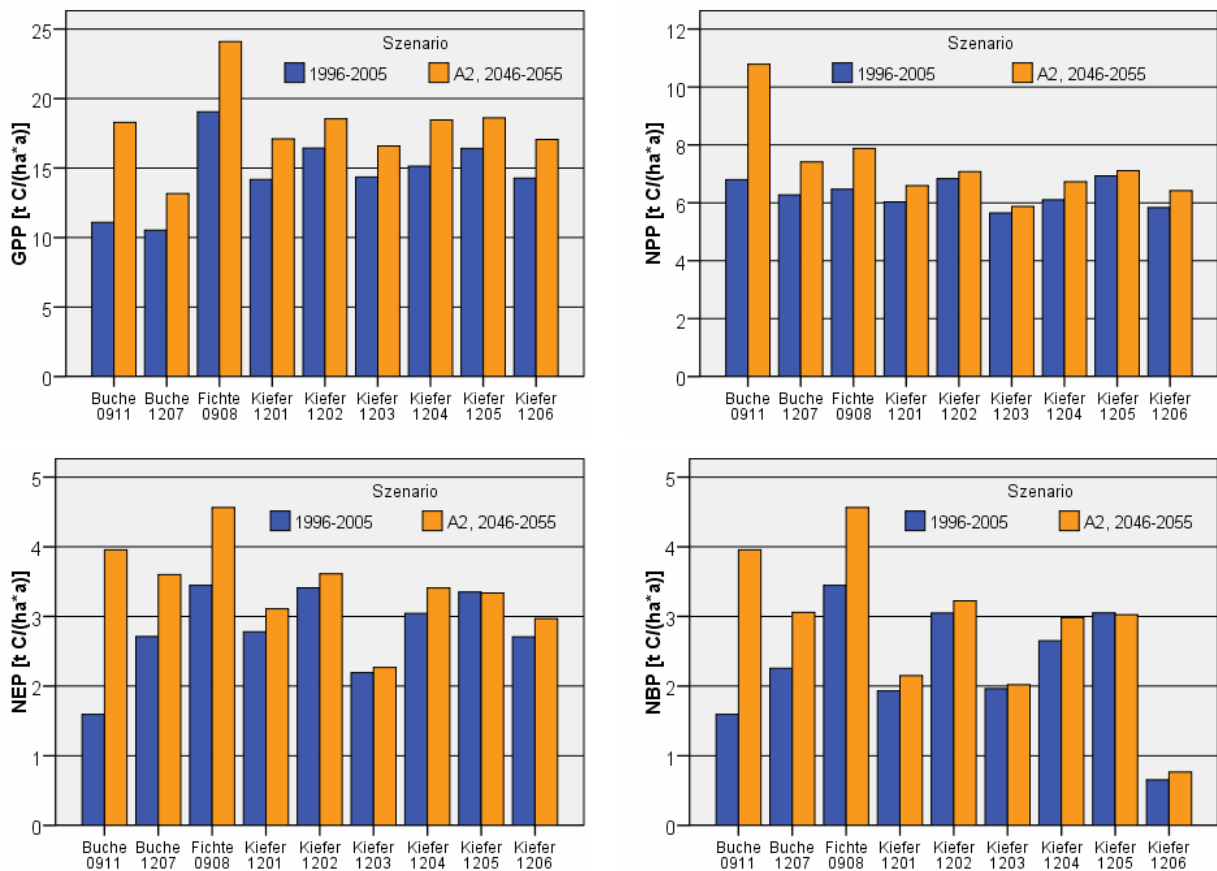 GPP [t C/(ha*a)]
25
20
15
10
5
0
Szenario
1996-2005
A2, 2046-2055
Buche 0911
Buche 1207
Fichte 0908
Kiefer 1201
Kiefer 1202
Kiefer 1203
Kiefer 1204
Kiefer 1205
Kiefer 1206
NPP [t C/(ha*a)]
12
10
8
6
4
2
0
Szenario
1996-2005
A2, 2046-2055
Buche 0911
Buche 1207
Fichte 0908
Kiefer 1201
Kiefer 1202
Kiefer 1203
Kiefer 1204
Kiefer 1205
Kiefer 1206
NEP [t C/(ha*a)]
5
4
3
2
1
0
Szenario
1996-2005
A2, 2046-2055
Buche 0911
Buche 1207
Fichte 0908
Kiefer 1201
Kiefer 1202
Kiefer 1203
Kiefer 1204
Kiefer 1205
Kiefer 1206
NBP [t C/(ha*a)]
5
4
3
2
1
0
Szenario
1996-2005
A2, 2046-2055
Buche 0911
Buche 1207
Fichte 0908
Kiefer 1201
Kiefer 1202
Kiefer 1203
Kiefer 1204
Kiefer 1205
Kiefer 1206